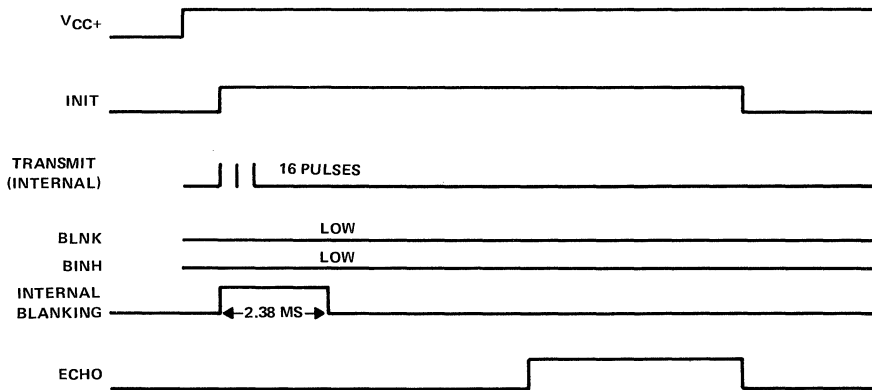 VCC+
INIT
TRANSMIT
(INTERNAL)
16 PULSES
BLNK
LOW
BINH
LOW
INTERNAL
BLANKING
2.38 MS
ECHO